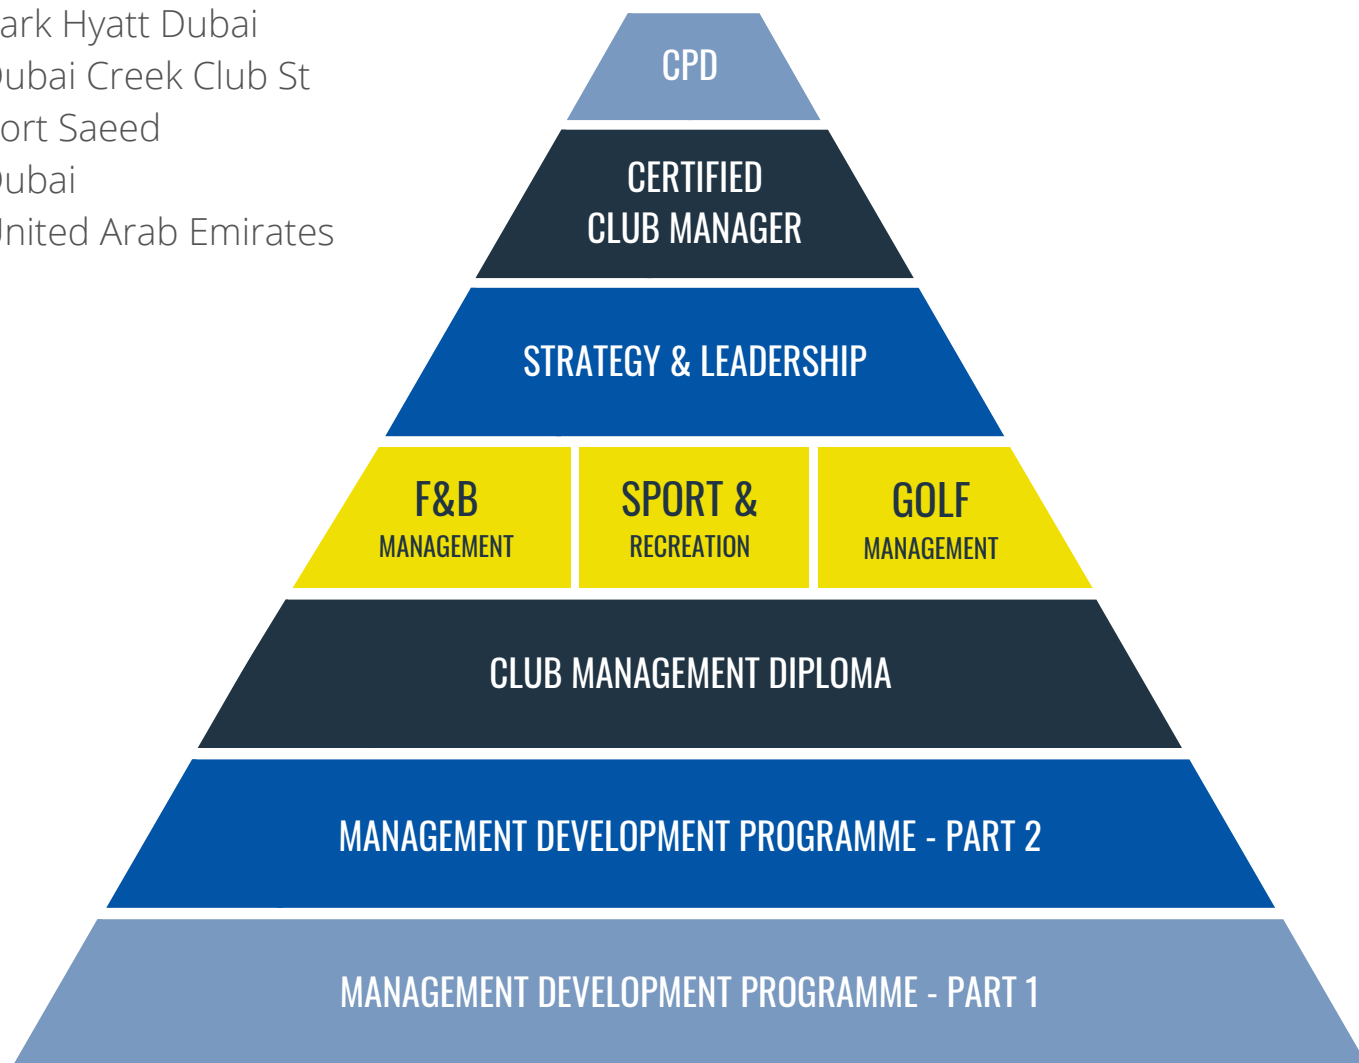 ark Hyatt Dubai
ubai Creek Club St
ort Saeed
ubai
nited Arab Emirates
CPD
CERTIFIED
CLUB MANAGER
STRATEGY & LEADERSHIP
F&B
MANAGEMENT
SPORT &
RECREATION
GOLF
MANAGEMENT
CLUB MANAGEMENT DIPLOMA
MANAGEMENT DEVELOPMENT PROGRAMME - PART 2
MANAGEMENT DEVELOPMENT PROGRAMME - PART 1